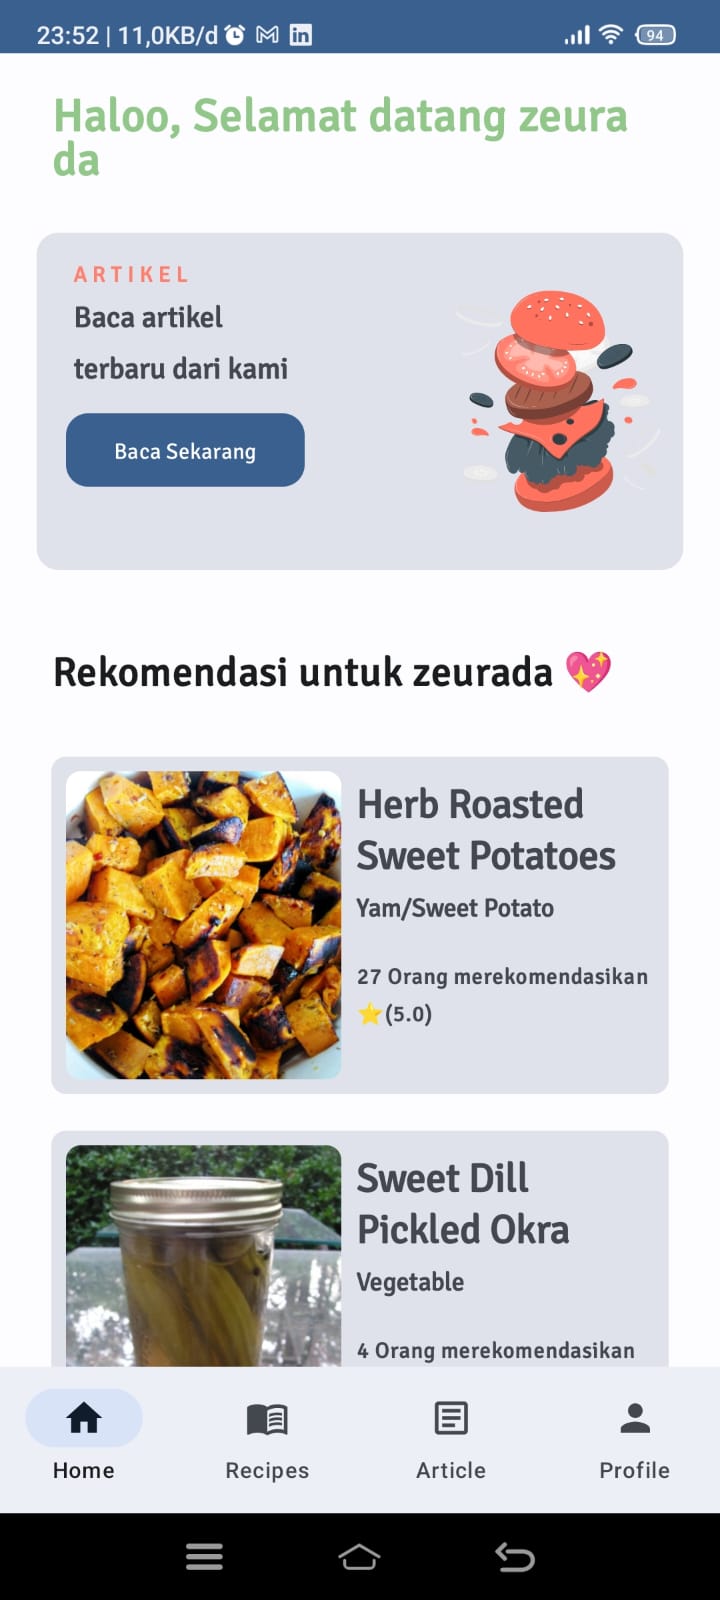 23:52 | 11,0KB/d
94
Haloo, Selamat datang zeura
da
ARTIKEL
Baca artikel
terbaru dari kami
Baca Sekarang
Rekomendasi untuk zeurada 💖
Herb Roasted
Sweet Potatoes
Yam/Sweet Potato
27 Orang merekomendasikan
⭐(5.0)
Sweet Dill
Pickled Okra
Vegetable
4 Orang merekomendasikan
Home
Recipes
Article
Profile